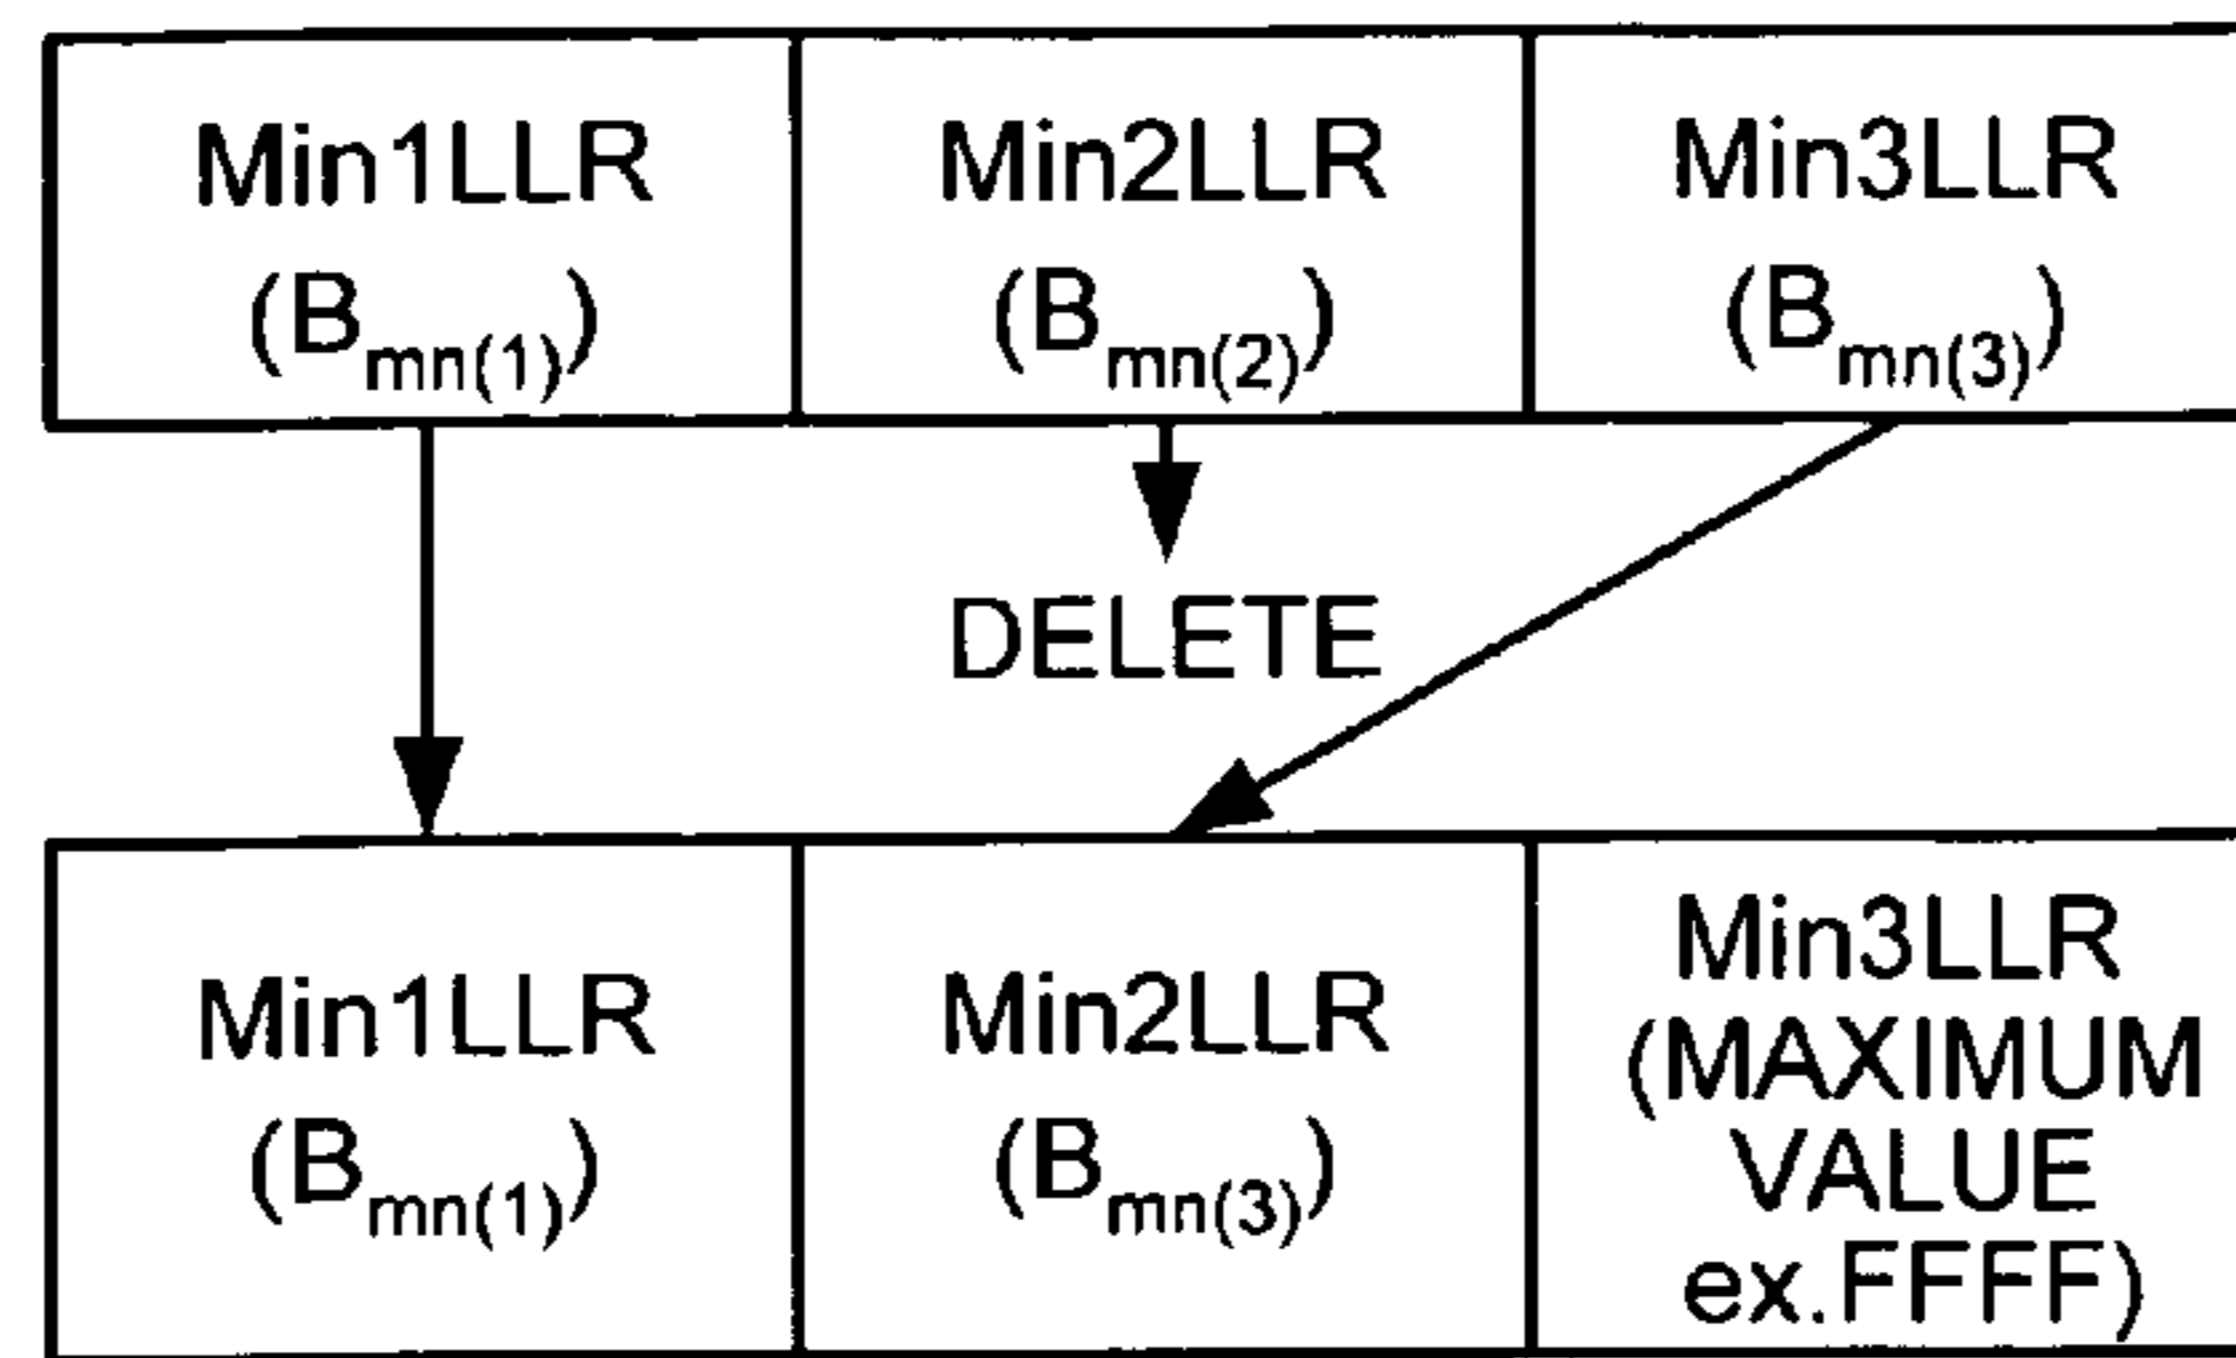 Min1LLR Min2LLR Min3LLR
(Bmn(1)) (Bmn(2)) (Bmn(3))
DELETE
Min1LLR Min2LLR Min3LLR
(Bmn(1)) (Bmn(3)) (MAXIMUM
VALUE
ex.FFFF)